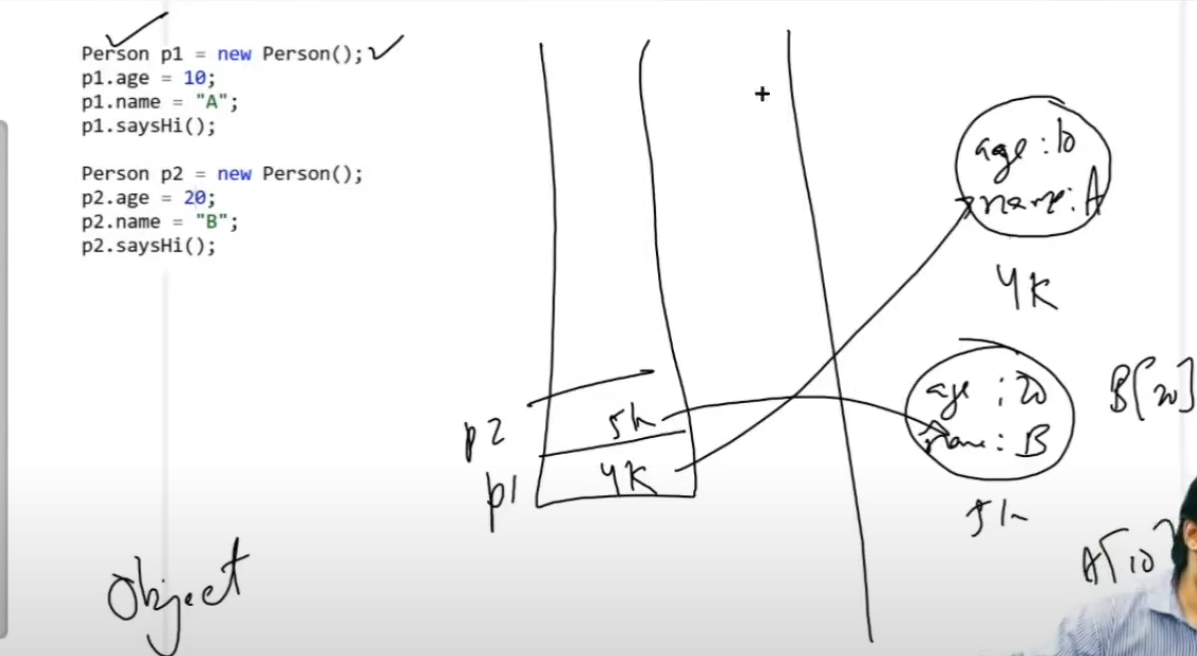 Person p1 = new Person();
p1.age = 10;
p1.name = "A";
p1.saysHi();
Person p2 = new Person();
p2.age = 20;
p2.name = "B";
p2.saysHi();
age : 10
name: A
4K
age : 20
name: B
5k
B[20]
A[10]
p2 5k
p1 4K
Object